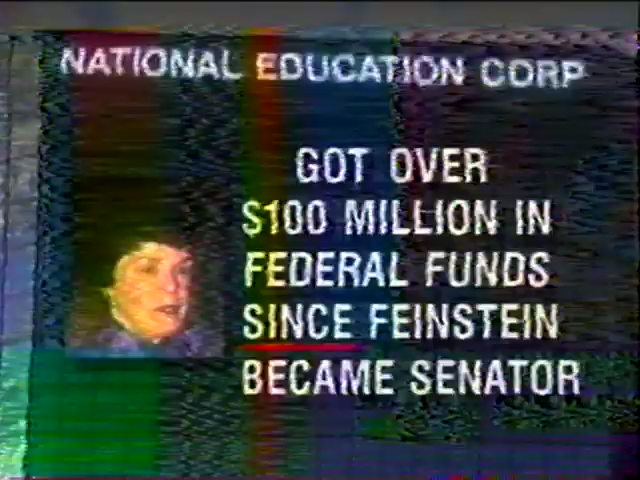 NATIONAL EDUCATION CORP
GOT OVER
$100 MILLION IN
FEDERAL FUNDS
SINCE FEINSTEIN
BECAME SENATOR